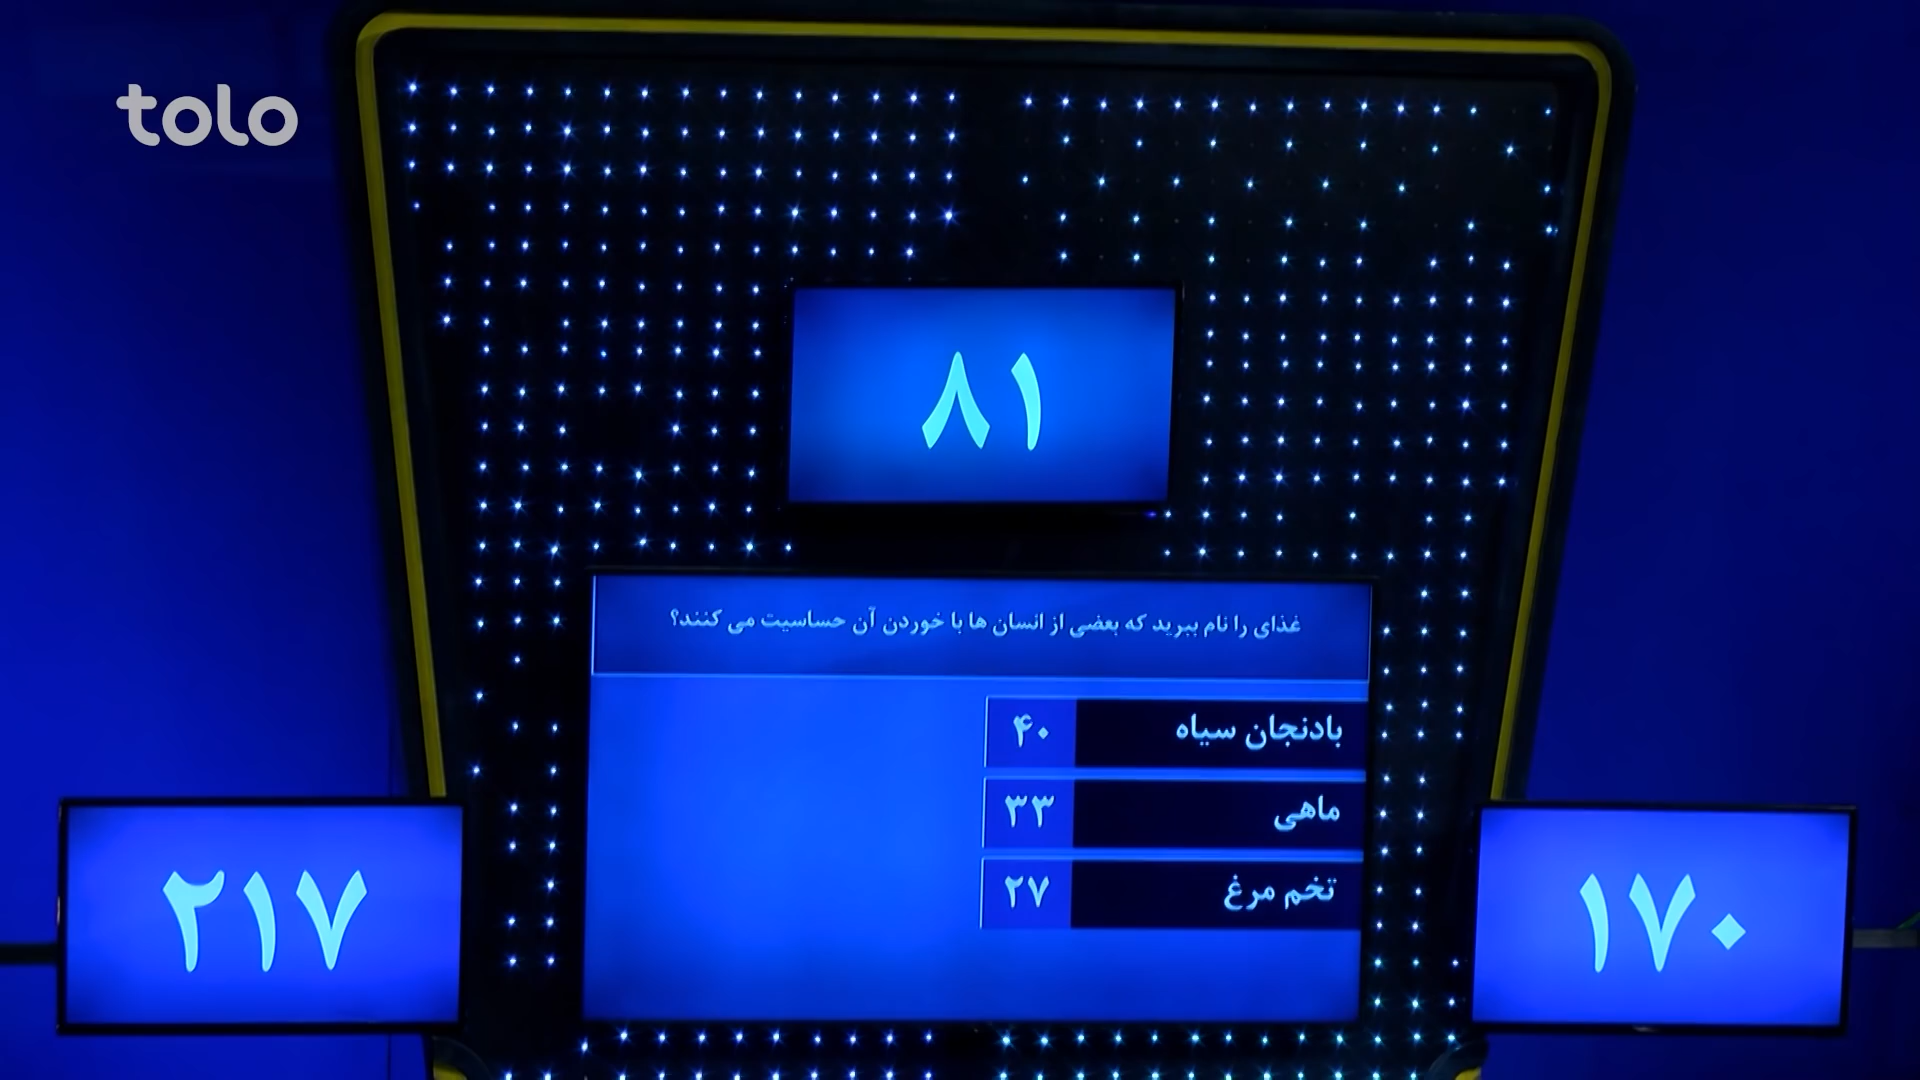 tolo
۸۱
غذای را نام ببرید که بعضی از انسان ها با خوردن آن حساسیت می کنند؟
بادنجان سیاه ۴۰
ماهی ۳۳
تخم مرغ ۲۷
۲۱۷
۱۷۰